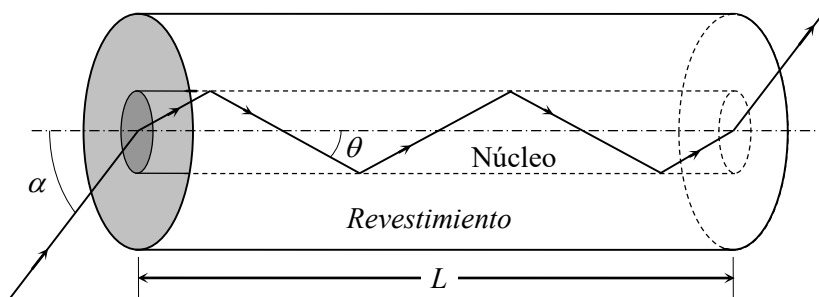 α
θ
Núcleo
Revestimiento
L